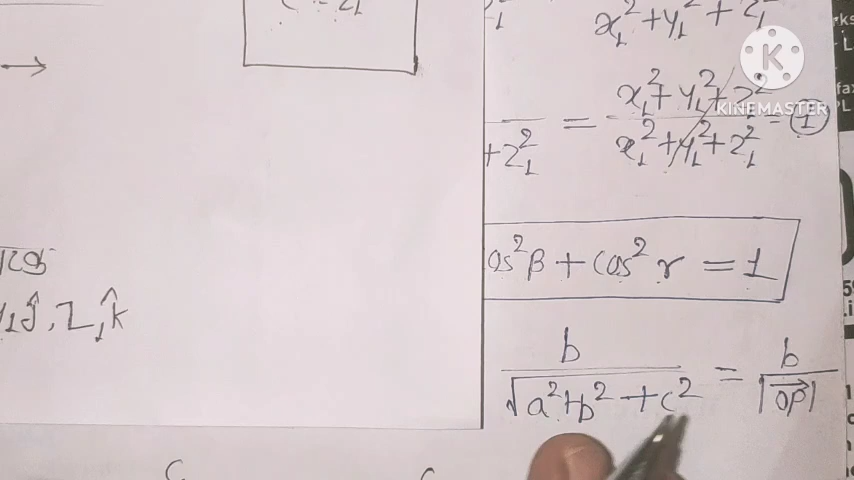 x₁² + y₁² + z₁²
KINEMASTER
+z₁² = (x₁² + y₁² + z₁²)/(x₁² + y₁² + z₁²) = 1
os²β + Cos²γ = 1
y₁ĵ, z₁k̂
b/√(a² + b² + c²) = b/|OP⃗|